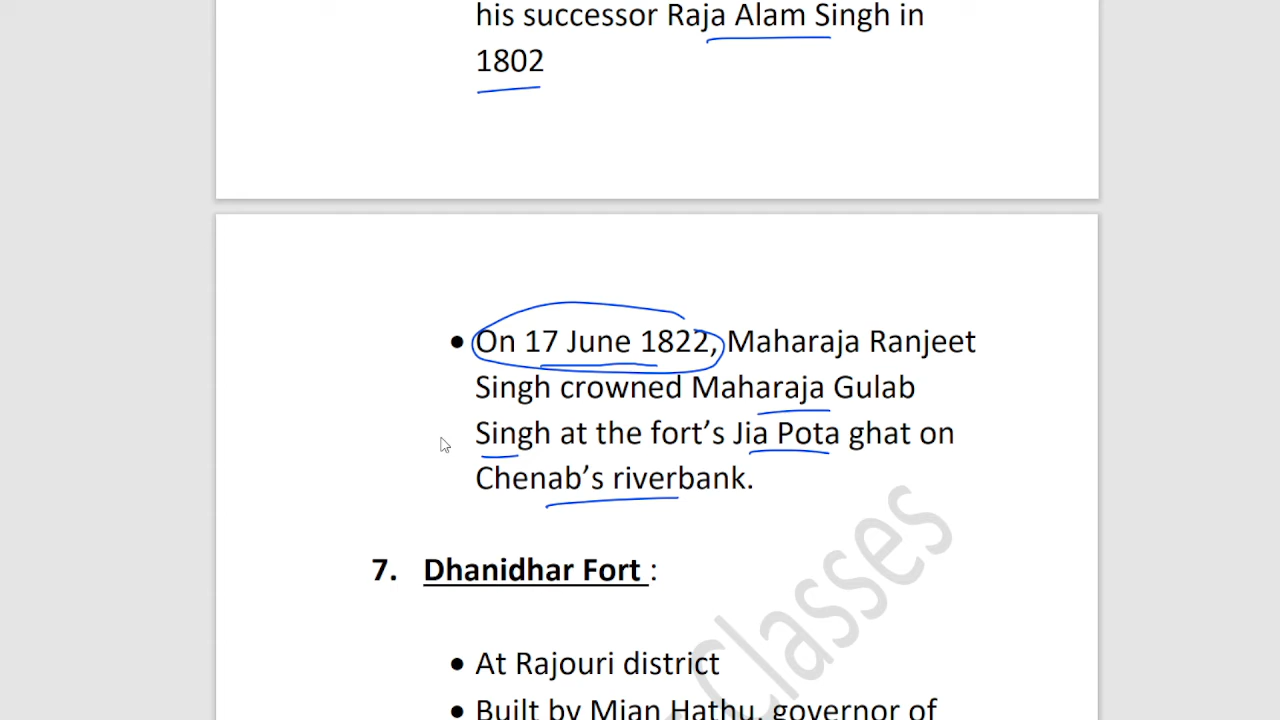 his successor Raja Alam Singh in
1802
• On 17 June 1822, Maharaja Ranjeet
Singh crowned Maharaja Gulab
Singh at the fort’s Jia Pota ghat on
Chenab’s riverbank.
7. Dhanidhar Fort :
• At Rajouri district
• Built by Mian Hathu, governor of
Classes